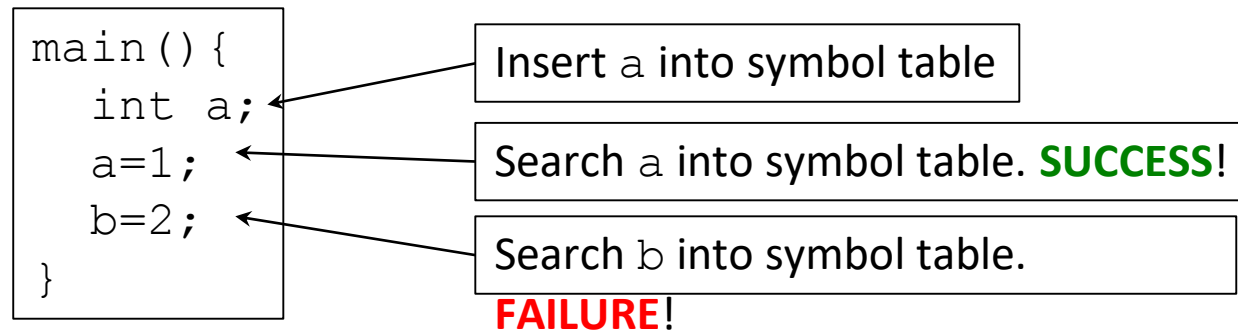 main(){
int a;
a=1;
b=2;
}
Insert a into symbol table
Search a into symbol table. SUCCESS!
Search b into symbol table.
FAILURE!